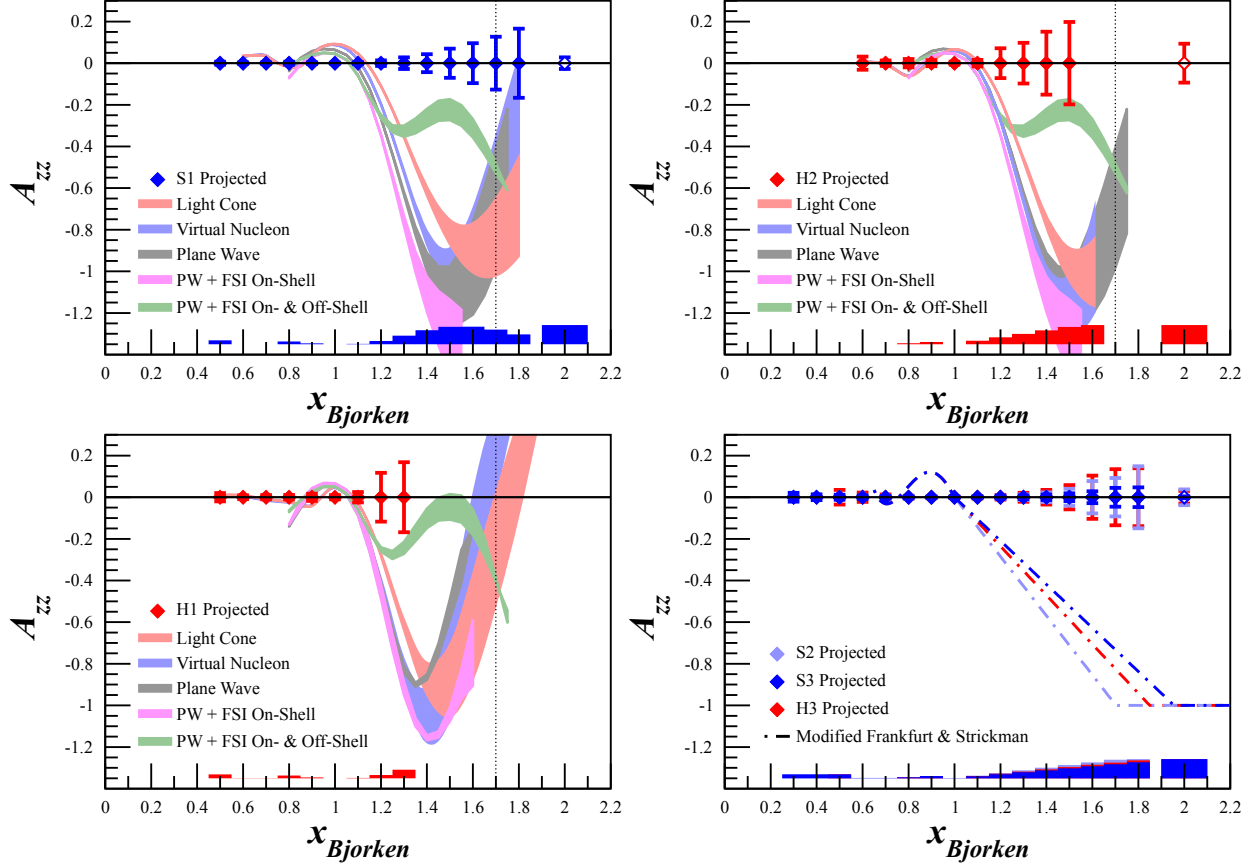 0.2
0
-0.2
-0.4
-0.6
-0.8
-1
-1.2
A_zz
S1 Projected
Light Cone
Virtual Nucleon
Plane Wave
PW + FSI On-Shell
PW + FSI On- & Off-Shell
0 0.2 0.4 0.6 0.8 1 1.2 1.4 1.6 1.8 2 2.2
x_Bjorken
0.2
0
-0.2
-0.4
-0.6
-0.8
-1
-1.2
A_zz
H2 Projected
Light Cone
Virtual Nucleon
Plane Wave
PW + FSI On-Shell
PW + FSI On- & Off-Shell
0 0.2 0.4 0.6 0.8 1 1.2 1.4 1.6 1.8 2 2.2
x_Bjorken
0.2
0
-0.2
-0.4
-0.6
-0.8
-1
-1.2
A_zz
H1 Projected
Light Cone
Virtual Nucleon
Plane Wave
PW + FSI On-Shell
PW + FSI On- & Off-Shell
0 0.2 0.4 0.6 0.8 1 1.2 1.4 1.6 1.8 2 2.2
x_Bjorken
0.2
0
-0.2
-0.4
-0.6
-0.8
-1
-1.2
A_zz
S2 Projected
S3 Projected
H3 Projected
Modified Frankfurt & Strickman
0 0.2 0.4 0.6 0.8 1 1.2 1.4 1.6 1.8 2 2.2
x_Bjorken